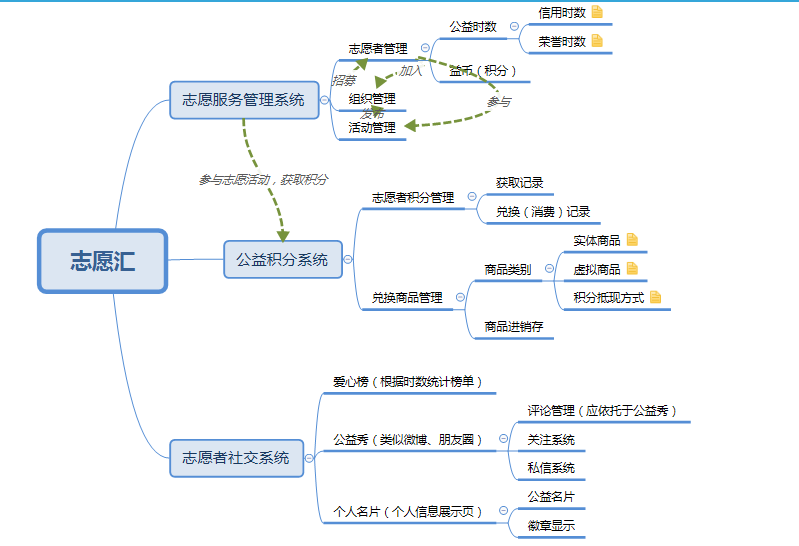 志愿汇
志愿服务管理系统
志愿者管理
公益时数
信用时数
荣誉时数
益币（积分）
组织管理
活动管理
招募
加入
发布
参与
参与志愿活动，获取积分
公益积分系统
志愿者积分管理
获取记录
兑换（消费）记录
兑换商品管理
商品类别
实体商品
虚拟商品
积分抵现方式
商品进销存
志愿者社交系统
爱心榜（根据时数统计榜单）
公益秀（类似微博、朋友圈）
评论管理（应依托于公益秀）
关注系统
私信系统
个人名片（个人信息展示页）
公益名片
徽章显示